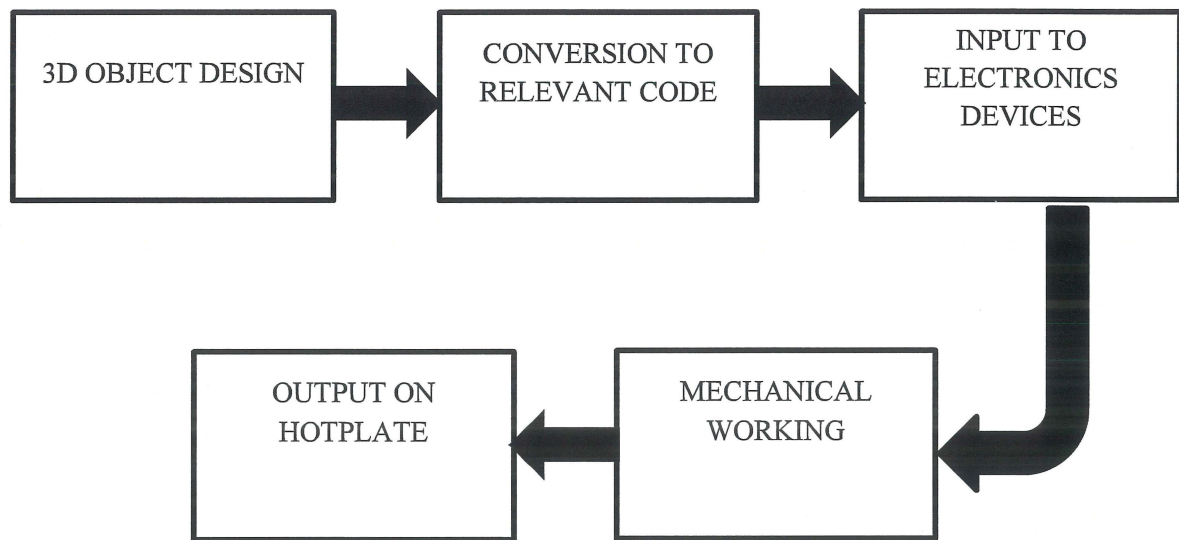 3D OBJECT DESIGN
CONVERSION TO
RELEVANT CODE
INPUT TO
ELECTRONICS
DEVICES
MECHANICAL
WORKING
OUTPUT ON
HOTPLATE